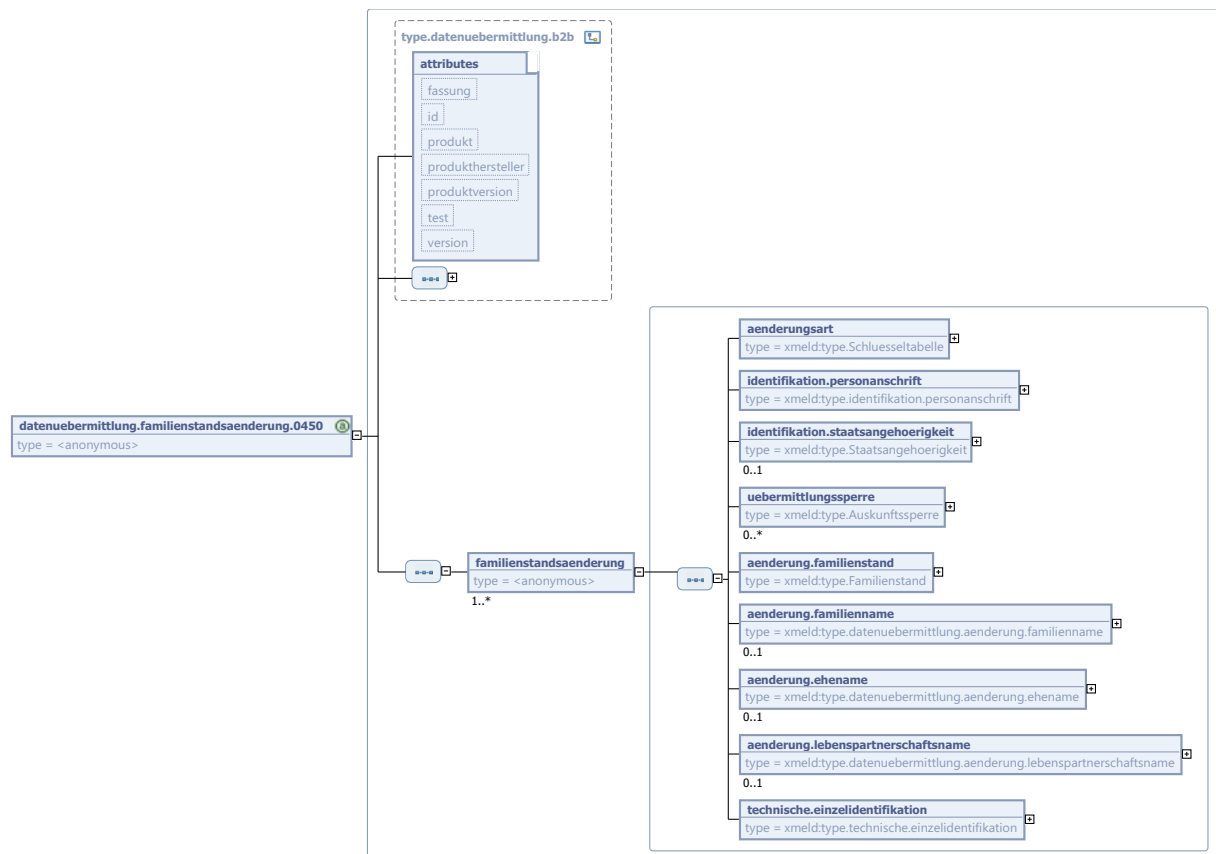 type.datenuebermittlung.b2b
attributes
fassung
id
produkt
produkthersteller
produktversion
test
version
datenuebermittlung.familienstandsaenderung.0450
type = <anonymous>
familienstandsaenderung
type = <anonymous>
1..*
aenderungsart
type = xmeld:type.Schluesseltabelle
identifikation.personanschrift
type = xmeld:type.identifikation.personanschrift
identifikation.staatsangehoerigkeit
type = xmeld:type.Staatsangehoerigkeit
0..1
uebermittlungssperre
type = xmeld:type.Auskunftssperre
0..*
aenderung.familienstand
type = xmeld:type.Familienstand
aenderung.familienname
type = xmeld:type.datenuebermittlung.aenderung.familienname
0..1
aenderung.ehename
type = xmeld:type.datenuebermittlung.aenderung.ehename
0..1
aenderung.lebenspartnerschaftsname
type = xmeld:type.datenuebermittlung.aenderung.lebenspartnerschaftsname
0..1
technische.einzelidentifikation
type = xmeld:type.technische.einzelidentifikation